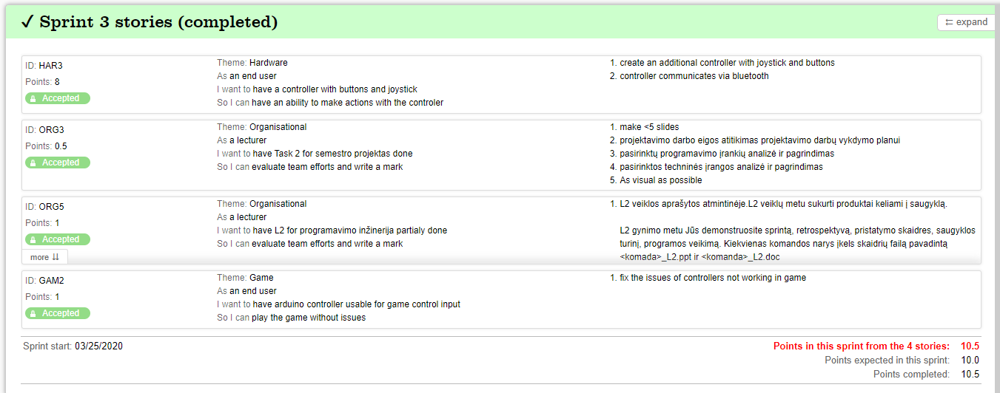 ✓ Sprint 3 stories (completed)
expand
ID: HAR3
Points: 8
Accepted
Theme: Hardware
As an end user
I want to have a controller with buttons and joystick
So I can have an ability to make actions with the controler
1. create an additional controller with joystick and buttons
2. controller communicates via bluetooth
ID: ORG3
Points: 0.5
Accepted
Theme: Organisational
As a lecturer
I want to have Task 2 for semestro projektas done
So I can evaluate team efforts and write a mark
1. make <5 slides
2. projektavimo darbo eigos atitikimas projektavimo darbų vykdymo planui
3. pasirinktų programavimo įrankių analizė ir pagrindimas
4. pasirinktos techninės įrangos analizė ir pagrindimas
5. As visual as possible
ID: ORG5
Points: 1
Accepted
more
Theme: Organisational
As a lecturer
I want to have L2 for programavimo inžinerija partialy done
So I can evaluate team efforts and write a mark
1. L2 veiklos aprašytos atmintinėje.L2 veiklų metu sukurti produktai keliami į saugyklą.
L2 gynimo metu Jūs demonstruosite sprintą, retrospektyvą, pristatymo skaidres, saugyklos
turinį, programos veikimą. Kiekvienas komandos narys įkels skaidrių failą pavadintą
<komada>_L2.ppt ir <komanda>_L2.doc
ID: GAM2
Points: 1
Accepted
Theme: Game
As an end user
I want to have arduino controller usable for game control input
So I can play the game without issues
1. fix the issues of controllers not working in game
Sprint start: 03/25/2020
Points in this sprint from the 4 stories: 10.5
Points expected in this sprint: 10.0
Points completed: 10.5